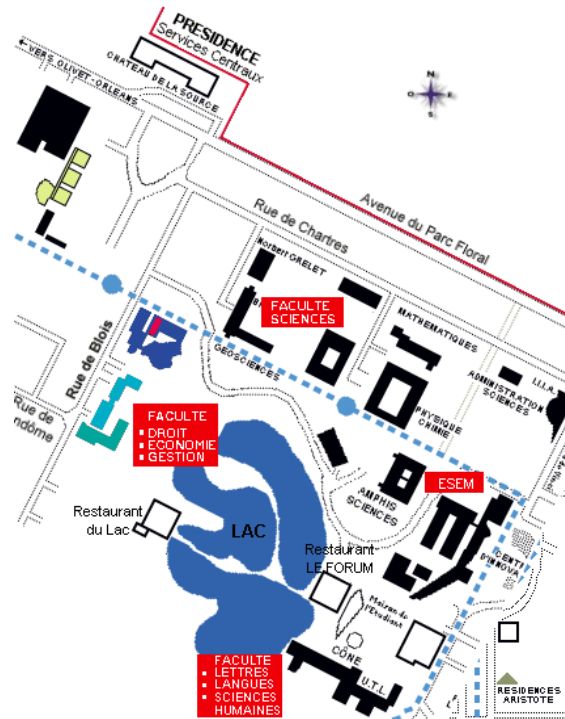 PRESIDENCE
Services Centraux
CHATEAU DE LA SOURCE
VERS OLIVET-ORLEANS
N
O E
S
Avenue du Parc Floral
Rue de Chartres
Norbert GRELET
FACULTE
SCIENCES
MATHEMATIQUES
GEOSCIENCES
I.I.A.
ADMINISTRATION
SCIENCES
PHYSIQUE
CHIMIE
Rue de Blois
Rue de
FACULTE
DROIT
ECONOMIE
GESTION
ESEM
AMPHIS
SCIENCES
Restaurant
du Lac
LAC
Restaurant
LE FORUM
Maison de
l'Etudiant
CÔNE
U.T.L.
FACULTE
LETTRES
LANGUES
SCIENCES
HUMAINES
RESIDENCES
ARISTOTE